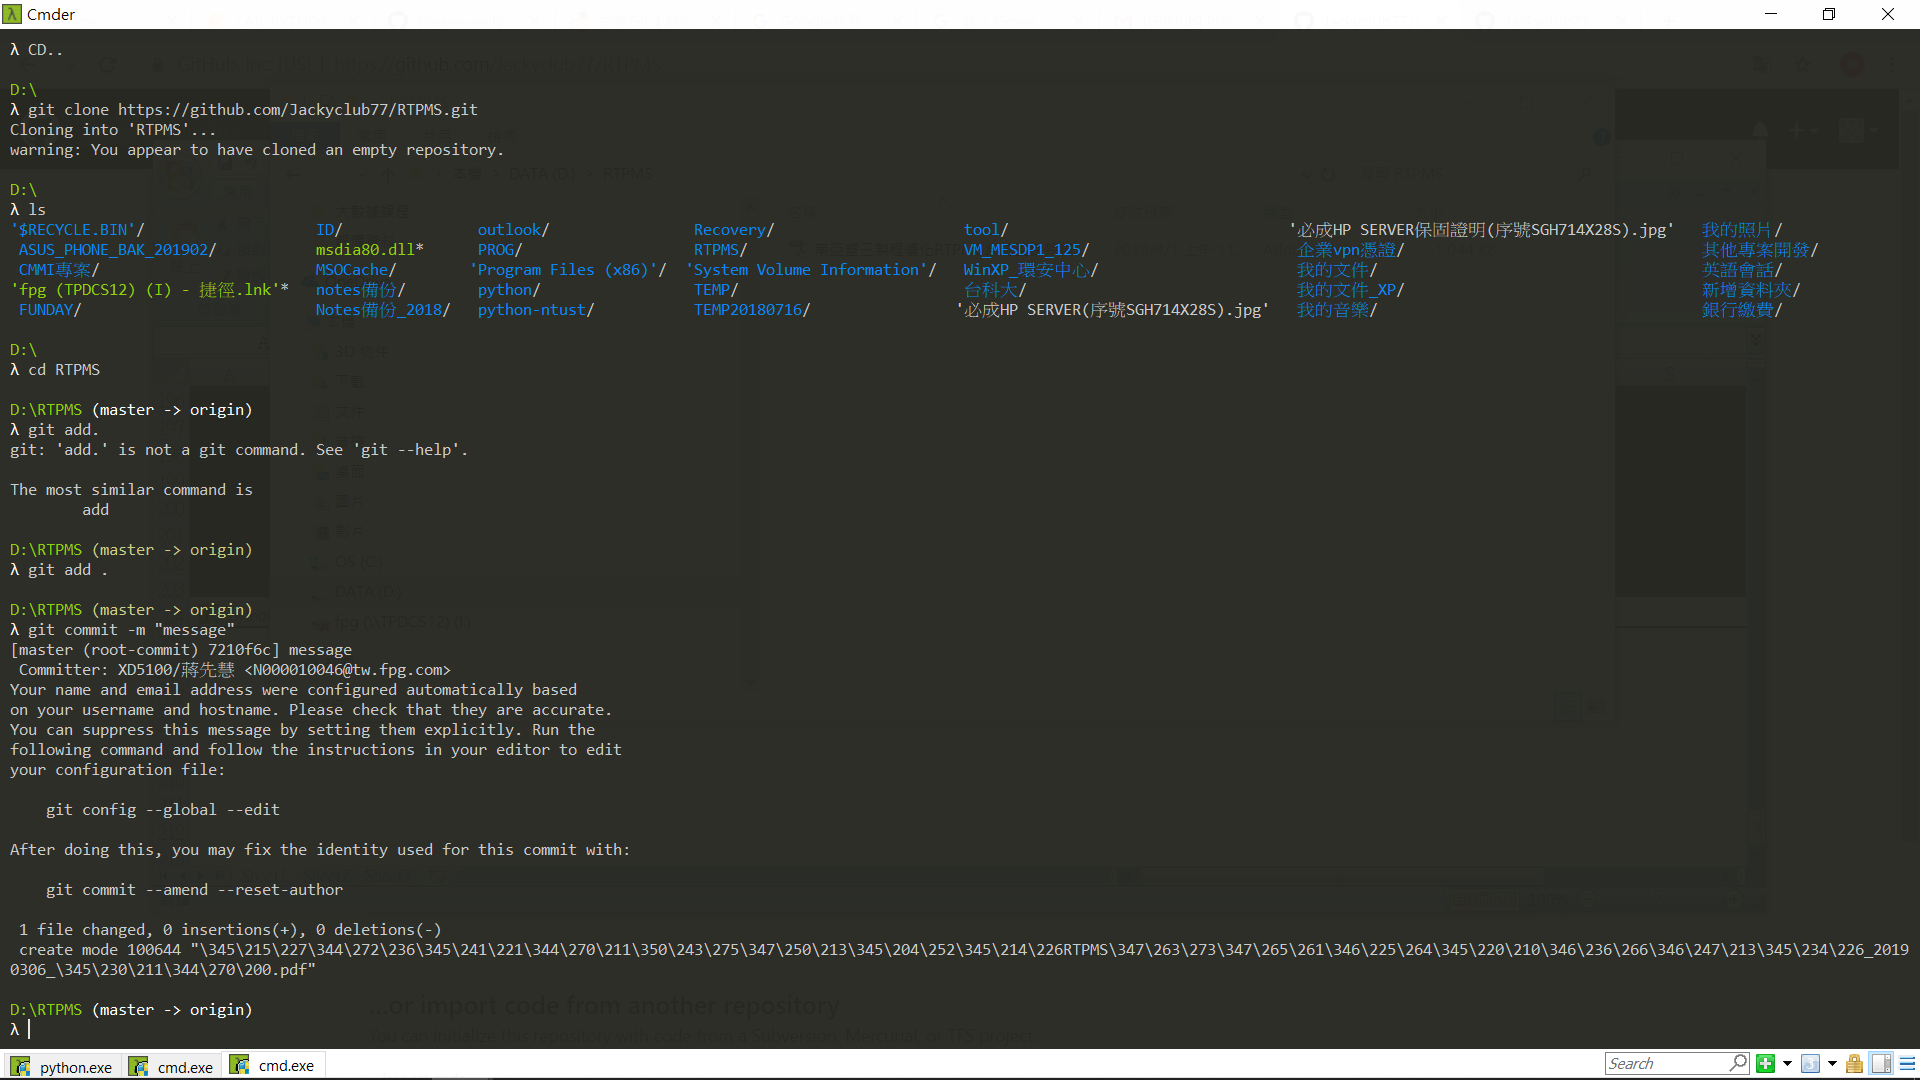 Cmder
λ CD..
D:\
λ git clone https://github.com/Jackyclub77/RTPMS.git
Cloning into 'RTPMS'...
warning: You appear to have cloned an empty repository.
D:\
λ ls
'$RECYCLE.BIN'/ ID/ outlook/ Recovery/ tool/ '必成HP SERVER保固證明(序號SGH714X28S).jpg' 我的照片/
ASUS_PHONE_BAK_201902/ msdia80.dll* PROG/ RTPMS/ VM_MESDP1_125/ 企業vpn憑證/ 其他專案開發/
CMMI專案/ MSOCache/ 'Program Files (x86)'/ 'System Volume Information'/ WinXP_環安中心/ 我的文件/ 英語會話/
'fpg (TPDCS12) (I) - 捷徑.lnk'* notes備份/ python/ TEMP/ 台科大/ 我的文件_XP/ 新增資料夾/
FUNDAY/ Notes備份_2018/ python-ntust/ TEMP20180716/ '必成HP SERVER(序號SGH714X28S).jpg' 我的音樂/ 銀行繳費/
D:\
λ cd RTPMS
D:\RTPMS (master -> origin)
λ git add.
git: 'add.' is not a git command. See 'git --help'.
The most similar command is
add
D:\RTPMS (master -> origin)
λ git add .
D:\RTPMS (master -> origin)
λ git commit -m "message"
[master (root-commit) 7210f6c] message
Committer: XD5100/蔣先慧 <N000010046@tw.fpg.com>
Your name and email address were configured automatically based
on your username and hostname. Please check that they are accurate.
You can suppress this message by setting them explicitly. Run the
following command and follow the instructions in your editor to edit
your configuration file:
git config --global --edit
After doing this, you may fix the identity used for this commit with:
git commit --amend --reset-author
1 file changed, 0 insertions(+), 0 deletions(-)
create mode 100644 "\345\215\227\344\272\236\345\241\221\344\270\211\350\243\275\347\250\213\345\204\252\345\214\226RTPMS\347\263\273\347\265\261\346\225\264\345\220\210\346\236\266\346\247\213\345\234\226_2019
0306_\345\230\211\344\270\200.pdf"
...or import code from another repository
You can initialize this repository with code from a Subversion, Mercurial, or TFS project.
D:\RTPMS (master -> origin)
λ
python.exe cmd.exe cmd.exe Search